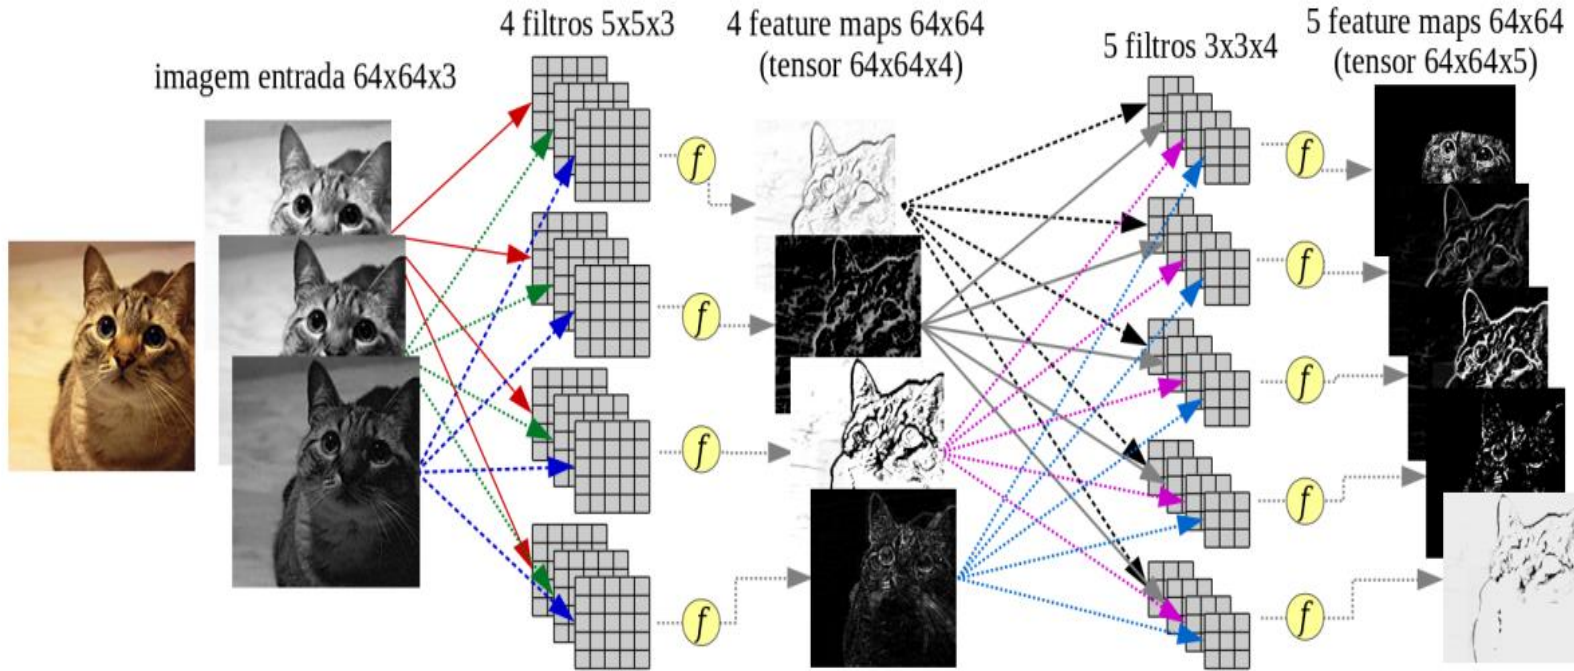 imagem entrada 64x64x3
4 filtros 5x5x3
4 feature maps 64x64
(tensor 64x64x4)
5 filtros 3x3x4
5 feature maps 64x64
(tensor 64x64x5)
f
f
f
f
f
f
f
f
f